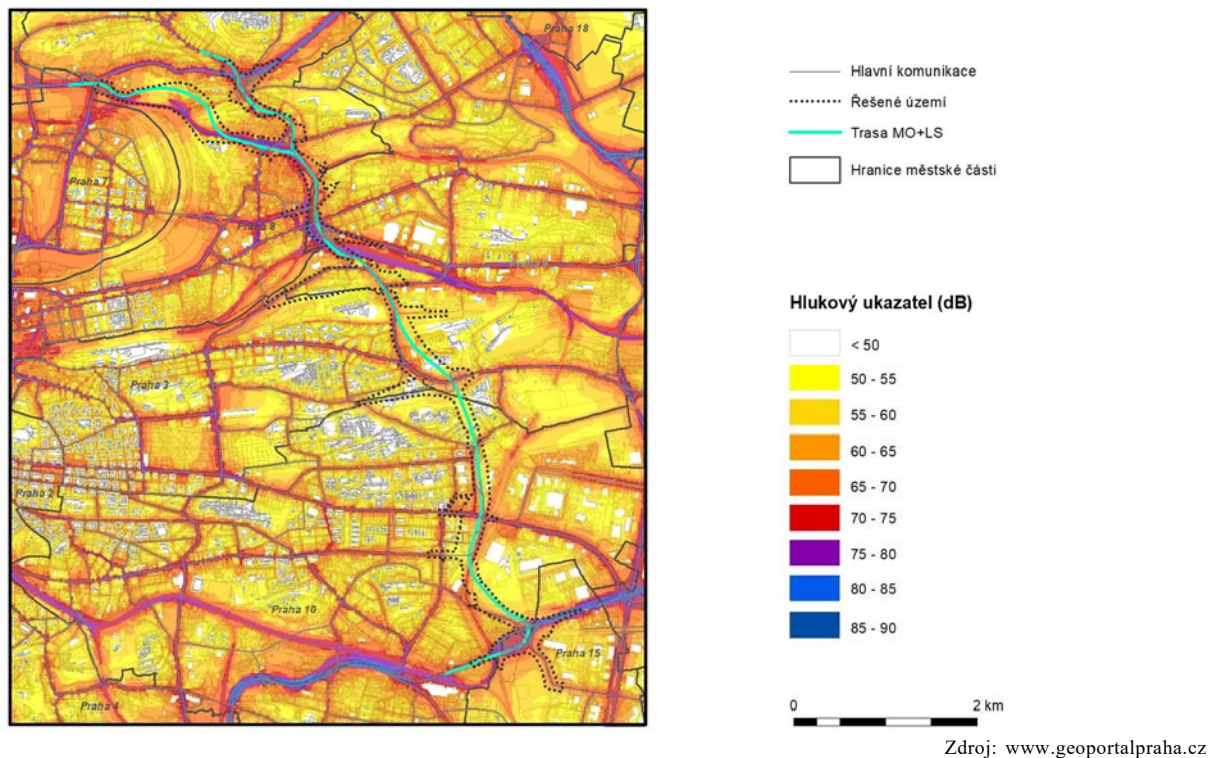 Praha 18
Praha 7
Praha 8
Praha 9
Praha 3
Praha 2
Praha 10
Praha 15
Praha 4
Hlavní komunikace
Řešené území
Trasa MO+LS
Hranice městské části
Hlukový ukazatel (dB)
< 50
50 - 55
55 - 60
60 - 65
65 - 70
70 - 75
75 - 80
80 - 85
85 - 90
0 2 km
Zdroj: www.geoportalpraha.cz